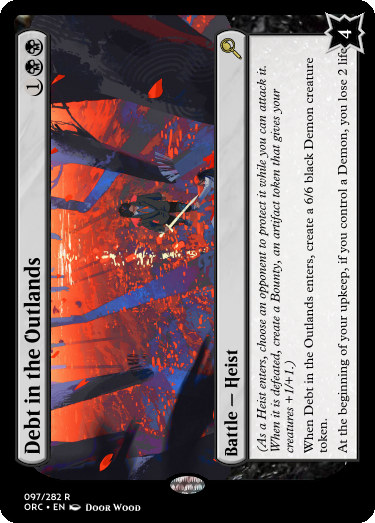 Debt in the Outlands
1
Battle — Heist
(As a Heist enters, choose an opponent to protect it while you can attack it.
When it is defeated, create a Bounty, an artifact token that gives your
creatures +1/+1.)
When Debt in the Outlands enters, create a 6/6 black Demon creature
token.
At the beginning of your upkeep, if you control a Demon, you lose 2 life
4
097/282 R
ORC • EN Door Wood